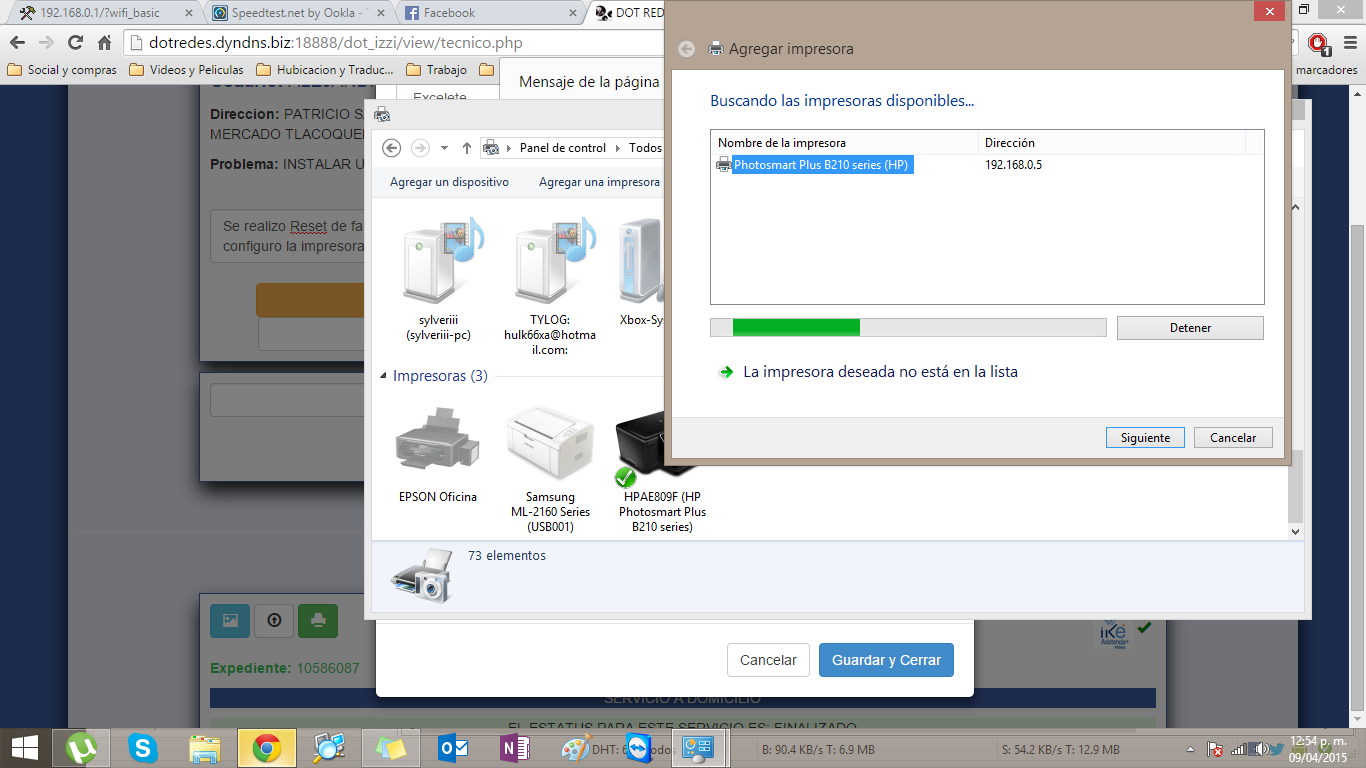 192.168.0.1/?wifi_basic
Speedtest.net by Ookla -
Facebook
DOT RED
dotredes.dyndns.biz:18888/dot_izzi/view/tecnico.php
Social y compras
Videos y Peliculas
Hubicacion y Traduc...
Trabajo
marcadores
Mensaje de la página
Excelete
Direccion: PATRICIO S
MERCADO TLACOQUE
Problema: INSTALAR U
Se realizo Reset de fa
configuro la impresora
Panel de control
Todos
Agregar un dispositivo
Agregar una impresora
sylveriii
(sylveriii-pc)
TYLOG:
hulk66xa@hotma
il.com:
Xbox-Sy
Impresoras (3)
EPSON Oficina
Samsung
ML-2160 Series
(USB001)
HPAE809F (HP
Photosmart Plus
B210 series)
73 elementos
Agregar impresora
Buscando las impresoras disponibles...
Nombre de la impresora
Dirección
Photosmart Plus B210 series (HP)
192.168.0.5
Detener
La impresora deseada no está en la lista
Siguiente
Cancelar
Cancelar
Guardar y Cerrar
iKé
Asistencia
Expediente: 10586087
SERVICIO A DOMICILIO
EL ESTATUS PARA ESTE SERVICIO ES: FINALIZADO
DHT: 6
odos
B: 90.4 KB/s T: 6.9 MB
S: 54.2 KB/s T: 12.9 MB
12:54 p. m.
09/04/2015